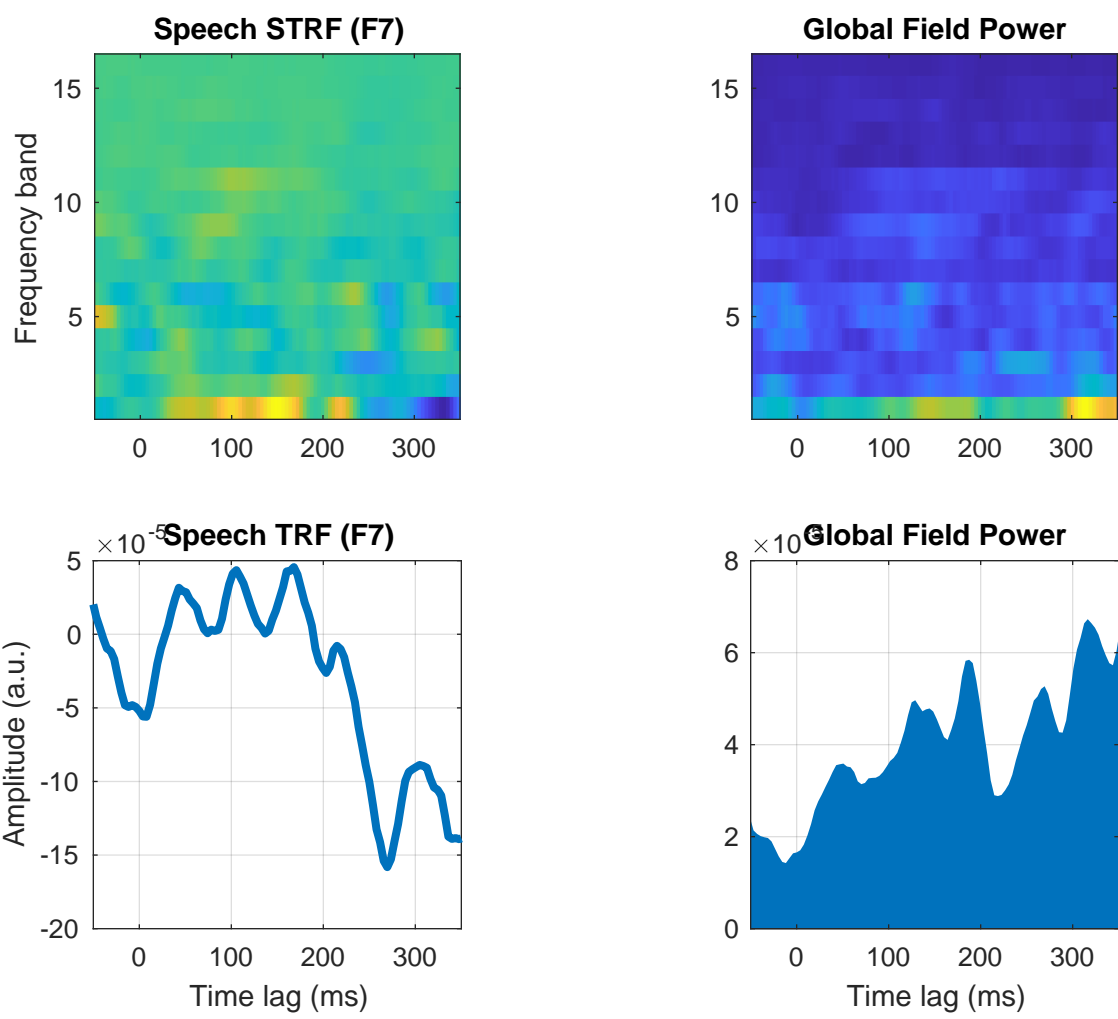 Speech STRF (F7)
Frequency band
15
10
5
0 100 200 300
Global Field Power
15
10
5
0 100 200 300
Speech TRF (F7)
×10⁻⁵
Amplitude (a.u.)
5
0
-5
-10
-15
-20
0 100 200 300
Time lag (ms)
Global Field Power
×10
8
6
4
2
0
0 100 200 300
Time lag (ms)